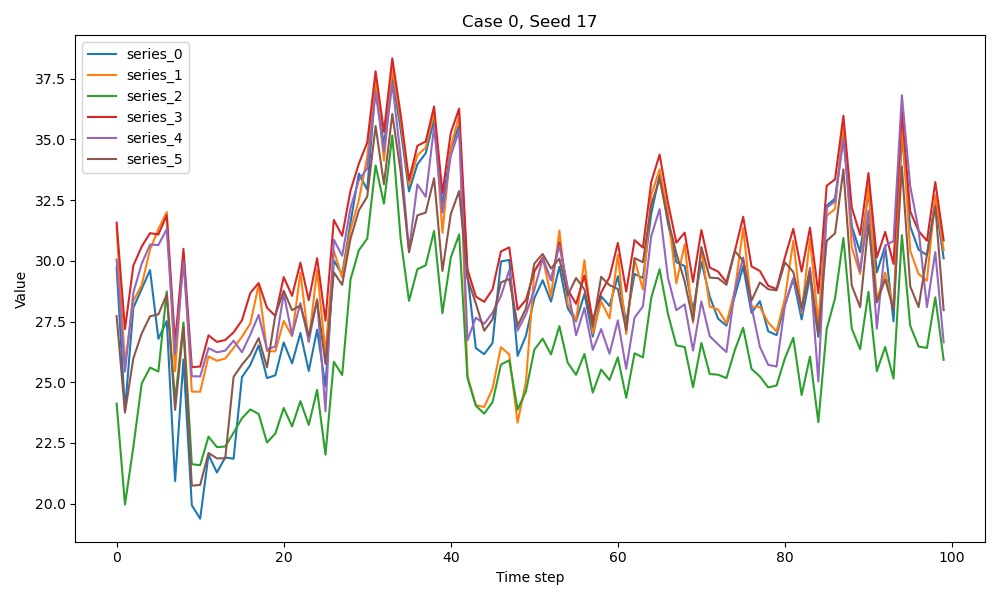 Case 0, Seed 17
series_0
series_1
series_2
series_3
series_4
series_5
37.5
35.0
32.5
30.0
27.5
25.0
22.5
20.0
Value
0 20 40 60 80 100
Time step